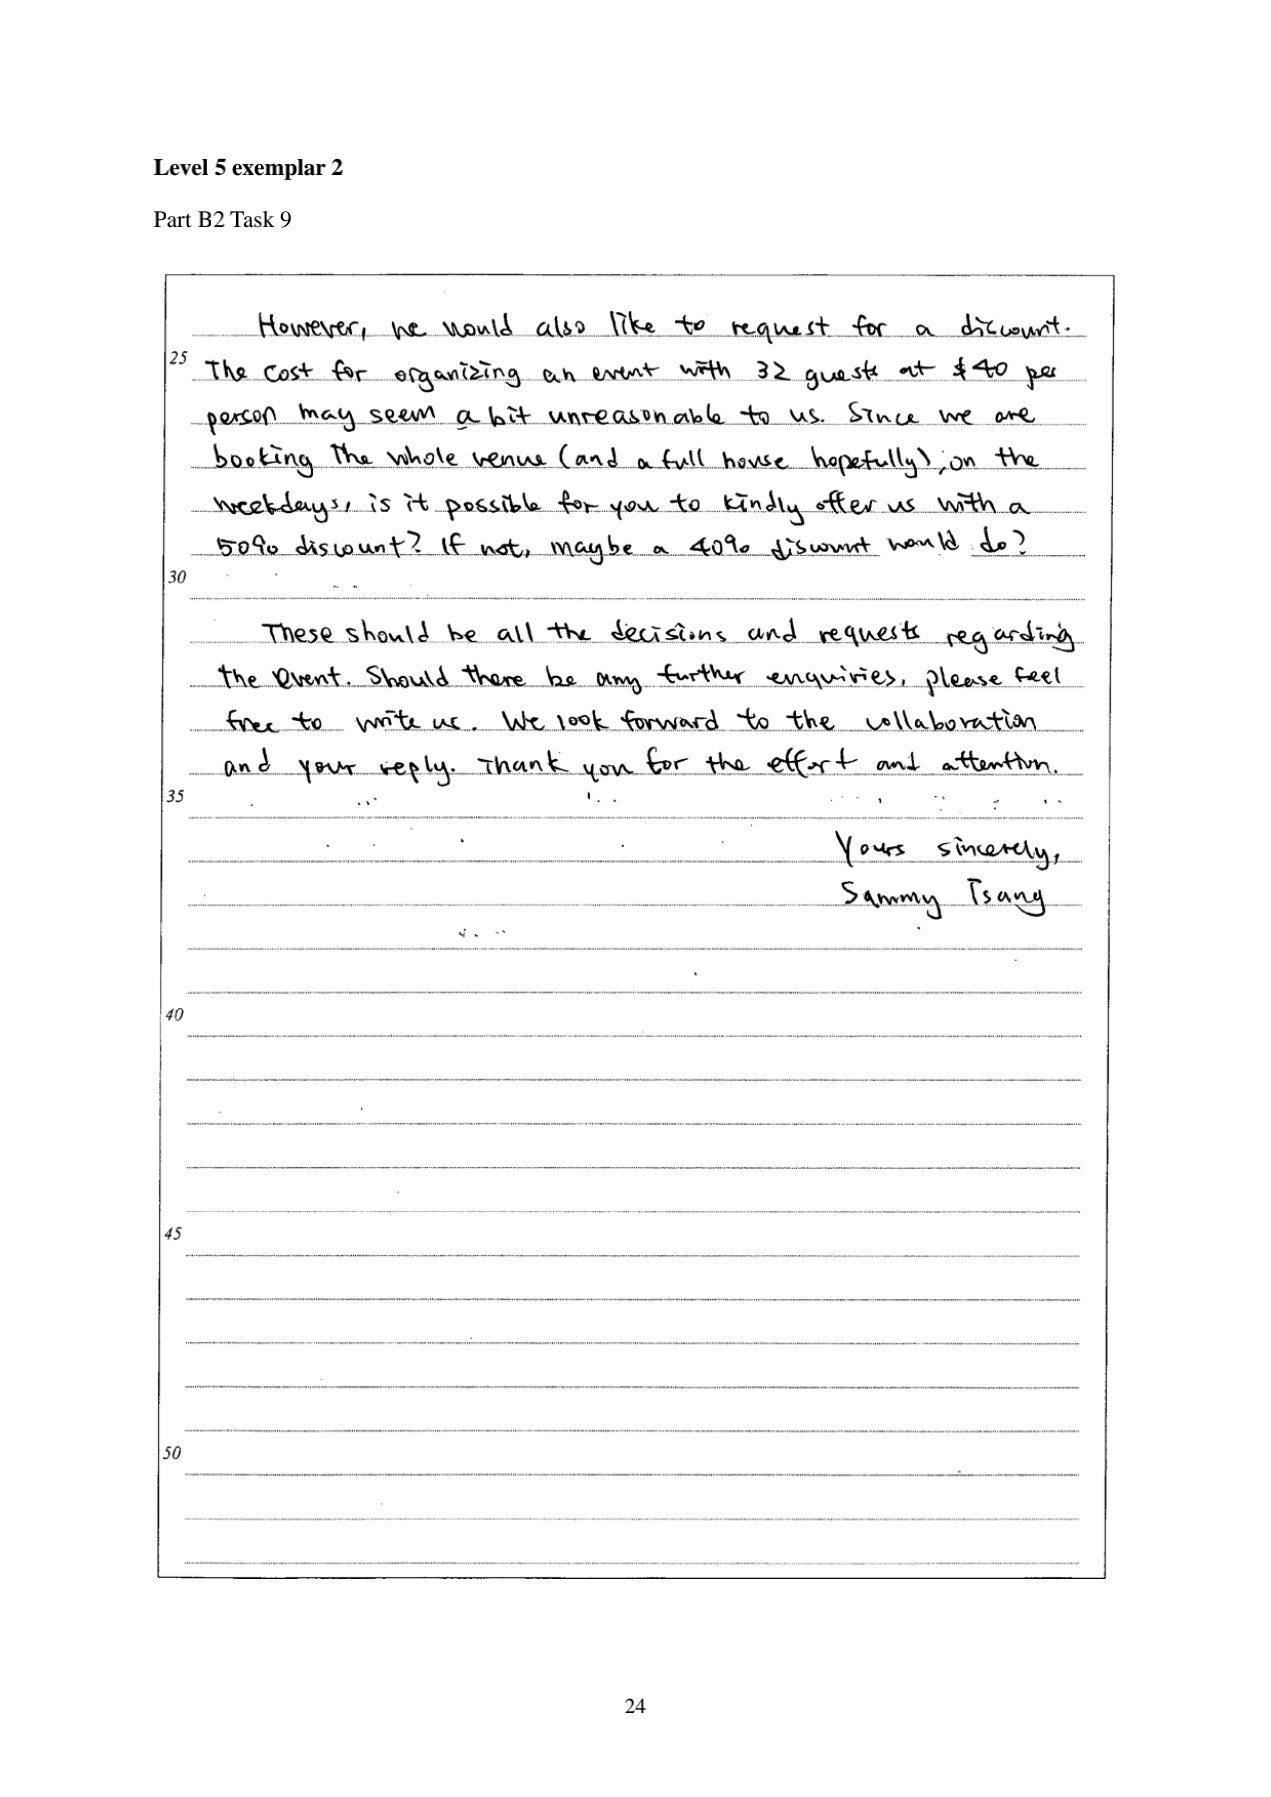 Level 5 exemplar 2
Part B2 Task 9
However, we would also like to request for a discount.
25 The cost for organizing an event with 32 guests at $40 per
person may seem a bit unreasonable to us. Since we are
booking the whole venue (and a full house hopefully), on the
weekdays, is it possible for you to kindly offer us with a
50% discount? If not, maybe a 40% discount would do?
30
These should be all the decisions and requests regarding
the event. Should there be any further enquiries, please feel
free to write us. We look forward to the collaboration
and your reply. Thank you for the effort and attention.
35
Yours sincerely,
Sammy Tsang
40
45
50
24